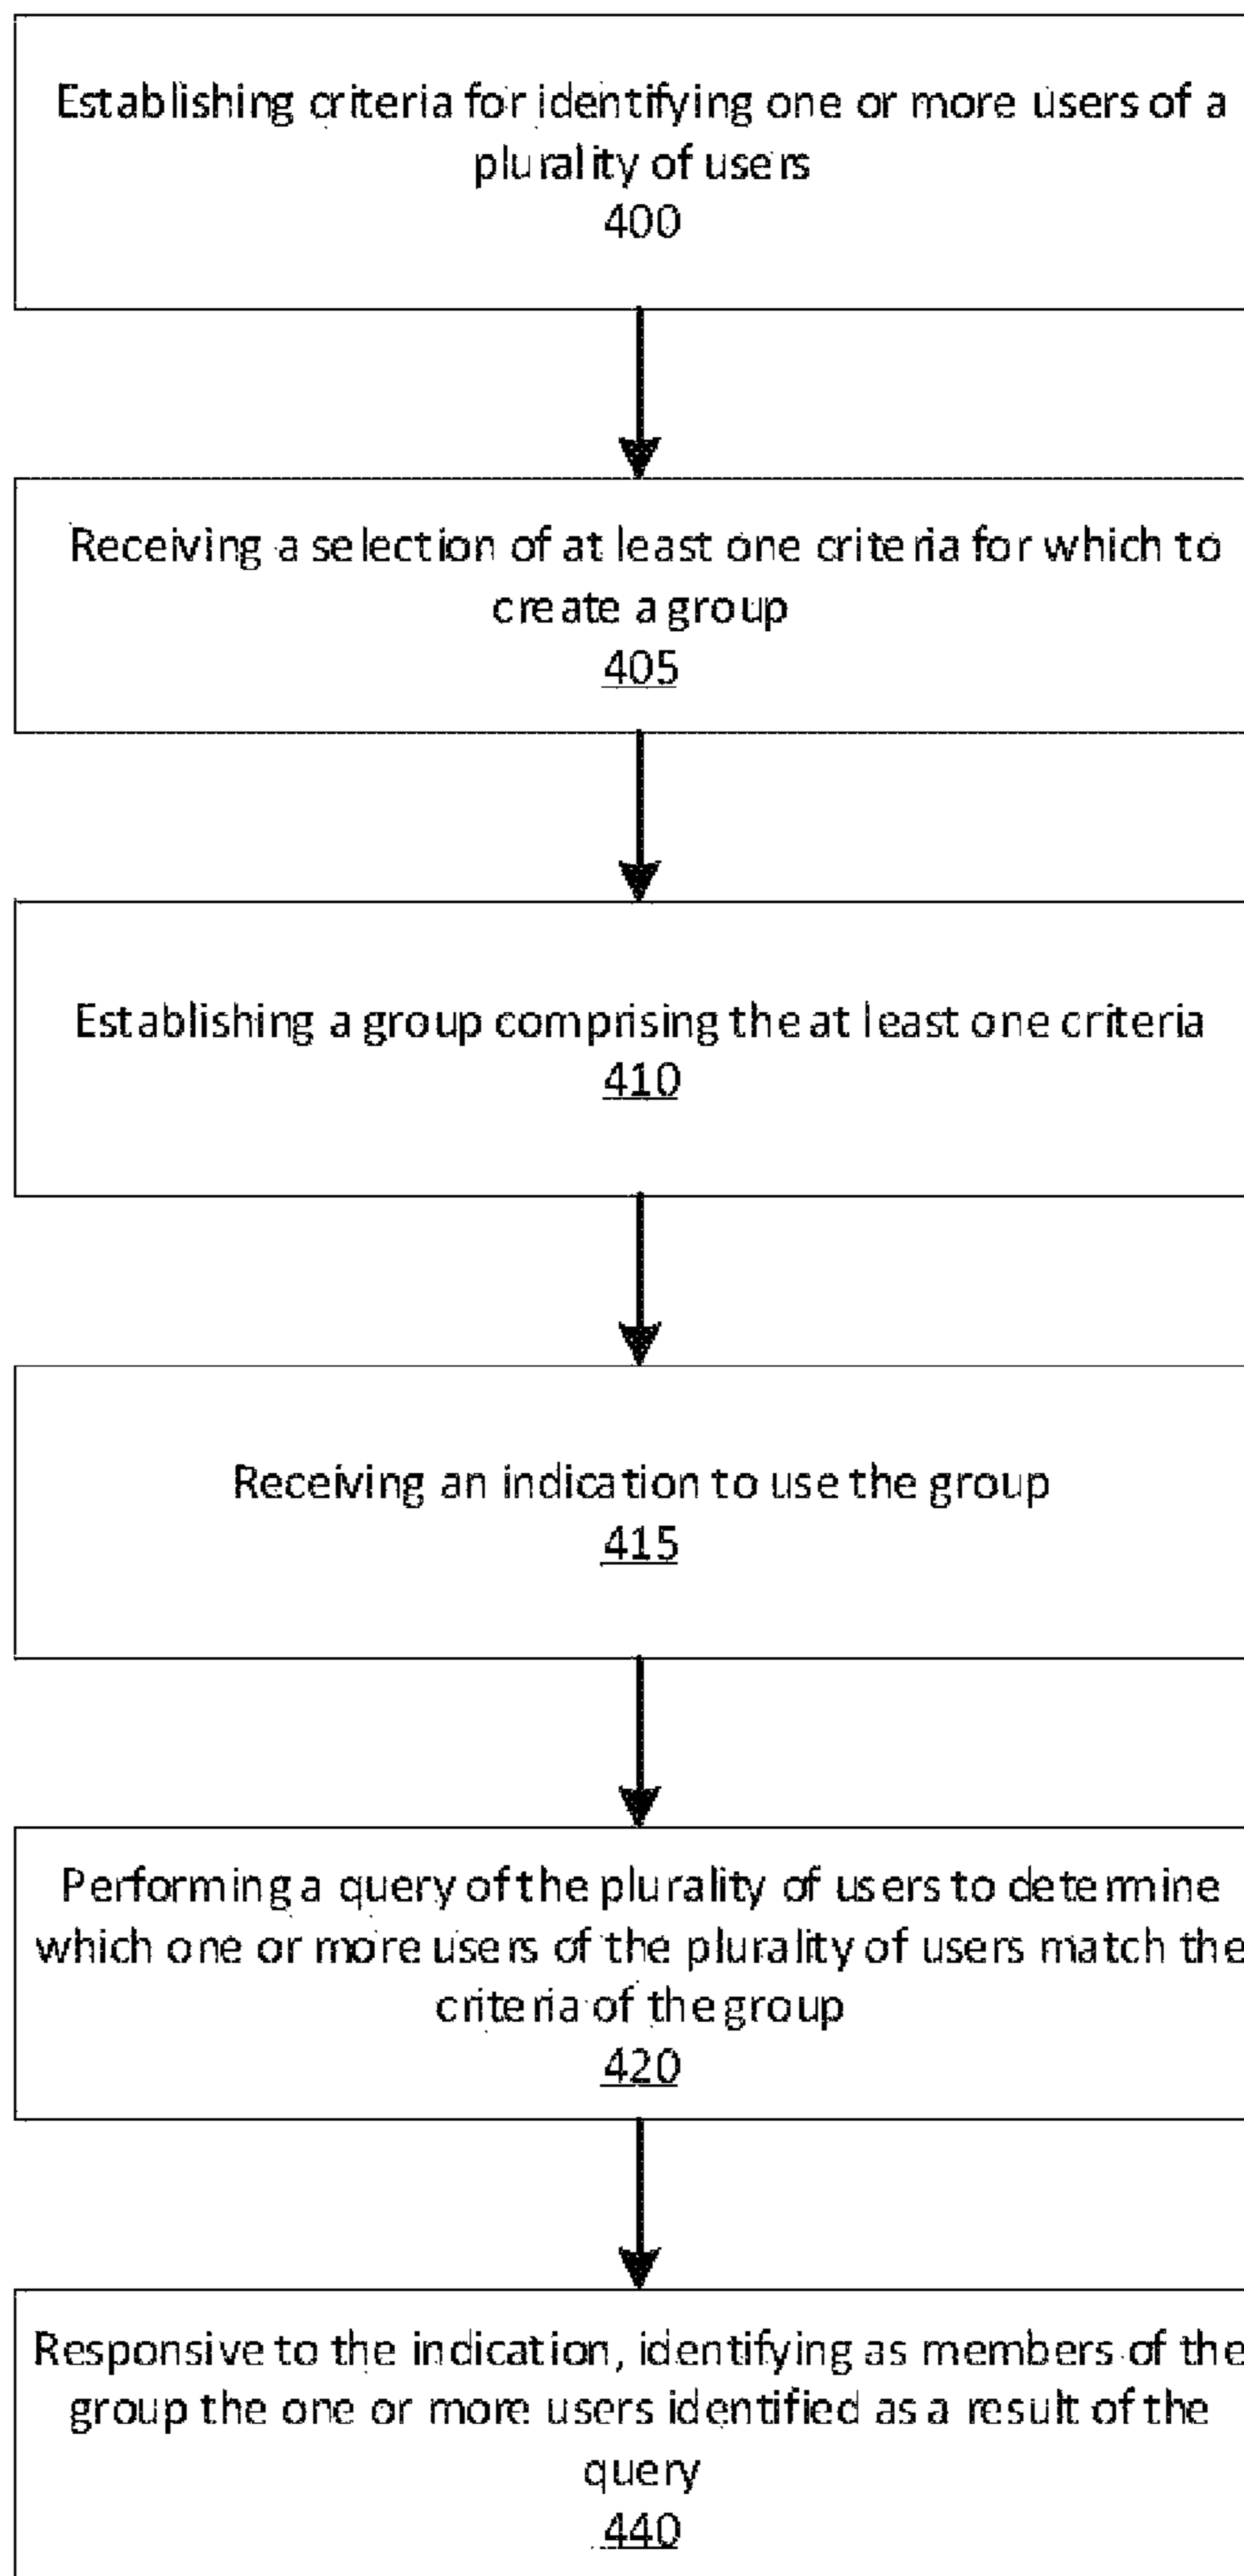 Establishing criteria for identifying one or more users of a
plurality of users
400
Receiving a selection of at least one criteria for which to
create a group
405
Establishing a group comprising the at least one criteria
410
Receiving an indication to use the group
415
Performing a query of the plurality of users to determine
which one or more users of the plurality of users match the
criteria of the group
420
Responsive to the indication, identifying as members of the
group the one or more users identified as a result of the
query
440